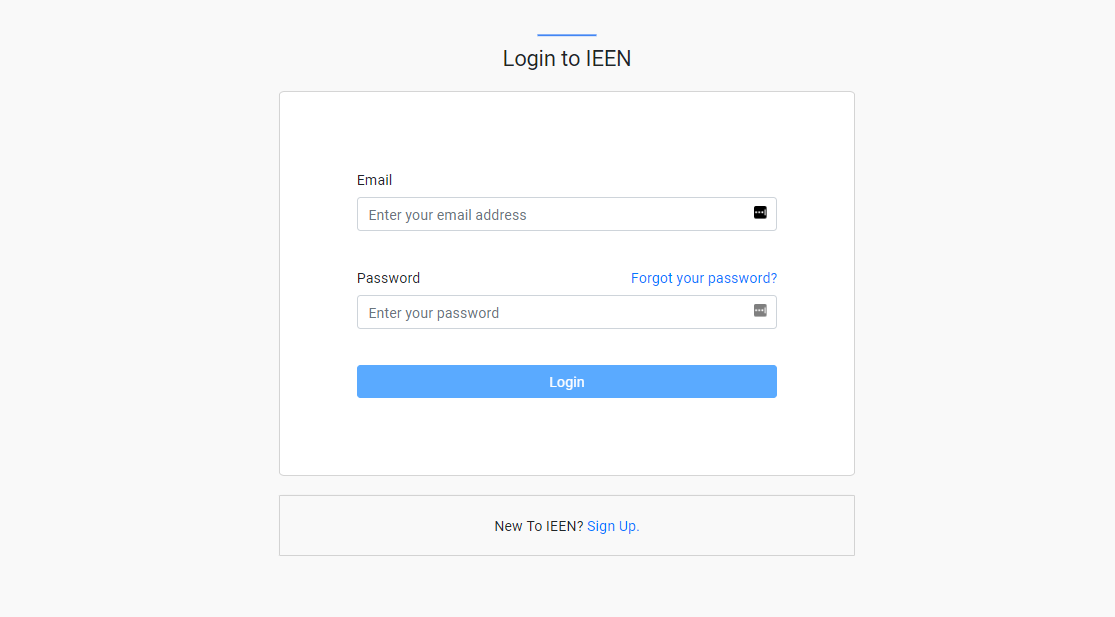 Login to IEEN
Email
Enter your email address
Password Forgot your password?
Enter your password
Login
New To IEEN? Sign Up.